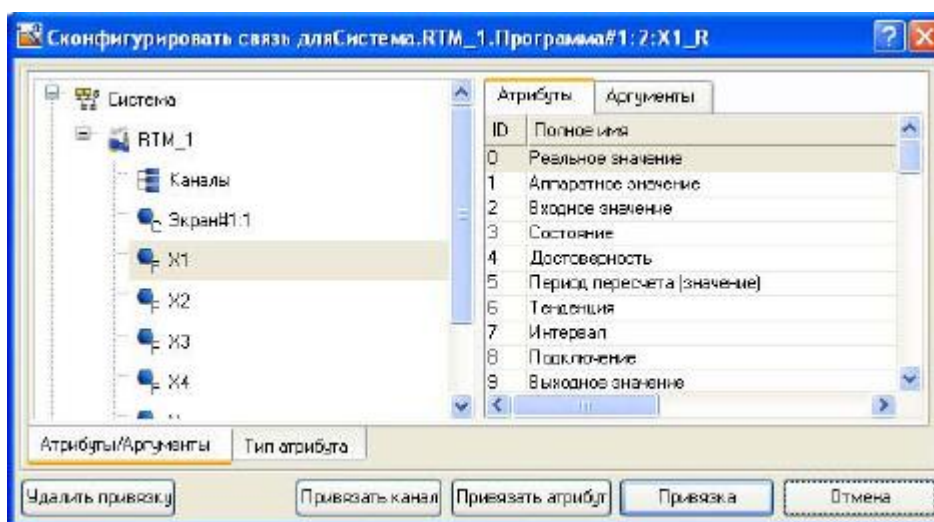 Сконфигурировать связь дляСистема.RTM_1.Программа#1:2:X1_R
Система
RTM_1
Каналы
Экран#1:1
X1
X2
X3
X4
Атрибуты Аргументы
ID Полное имя
0 Реальное значение
1 Аппаратное значение
2 Входное значение
3 Состояние
4 Достоверность
5 Период пересчета (значение)
6 Тенденция
7 Интервал
8 Подключение
9 Выходное значение
Атрибуты/Аргументы Тип атрибута
Удалить привязку Привязать канал Привязать атрибут Привязка Отмена